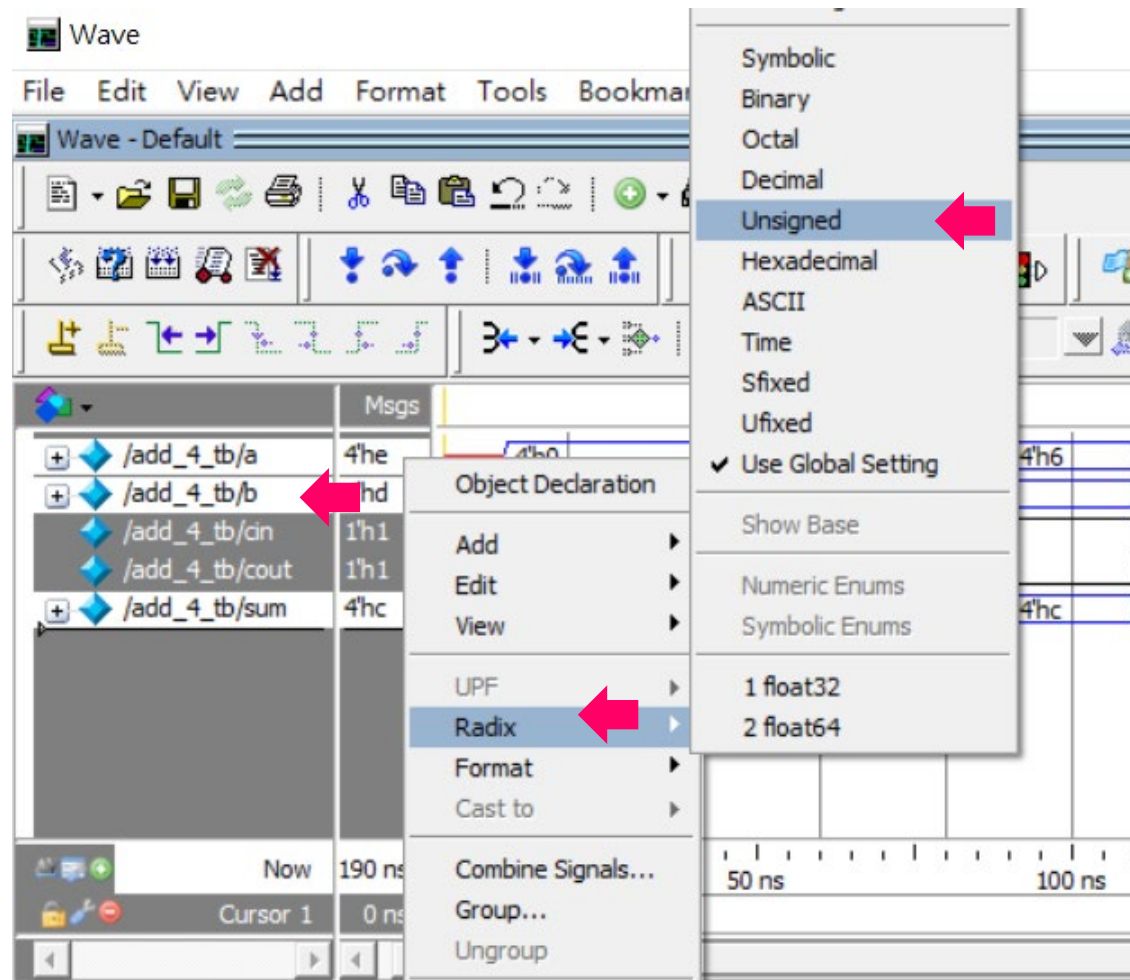 Wave
File Edit View Add Format Tools Bookmar
Wave - Default
Msgs
/add_4_tb/a 4'he
/add_4_tb/b 'hd
/add_4_tb/cin 1'h1
/add_4_tb/cout 1'h1
/add_4_tb/sum 4'hc
4'h6
4'hc
Now 190 ns
Cursor 1 0 ns
50 ns 100 ns
Object Declaration
Add
Edit
View
UPF
Radix
Format
Cast to
Combine Signals...
Group...
Ungroup
Symbolic
Binary
Octal
Decimal
Unsigned
Hexadecimal
ASCII
Time
Sfixed
Ufixed
Use Global Setting
Show Base
Numeric Enums
Symbolic Enums
1 float32
2 float64